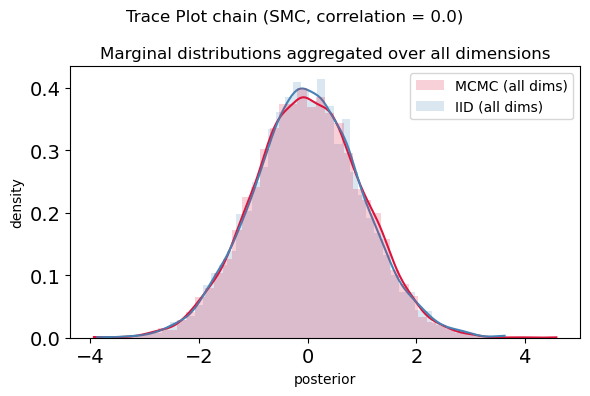 Trace Plot chain (SMC, correlation = 0.0)
Marginal distributions aggregated over all dimensions
MCMC (all dims)
IID (all dims)
density
0.4
0.3
0.2
0.1
0.0
−4
−2
0
2
4
posterior